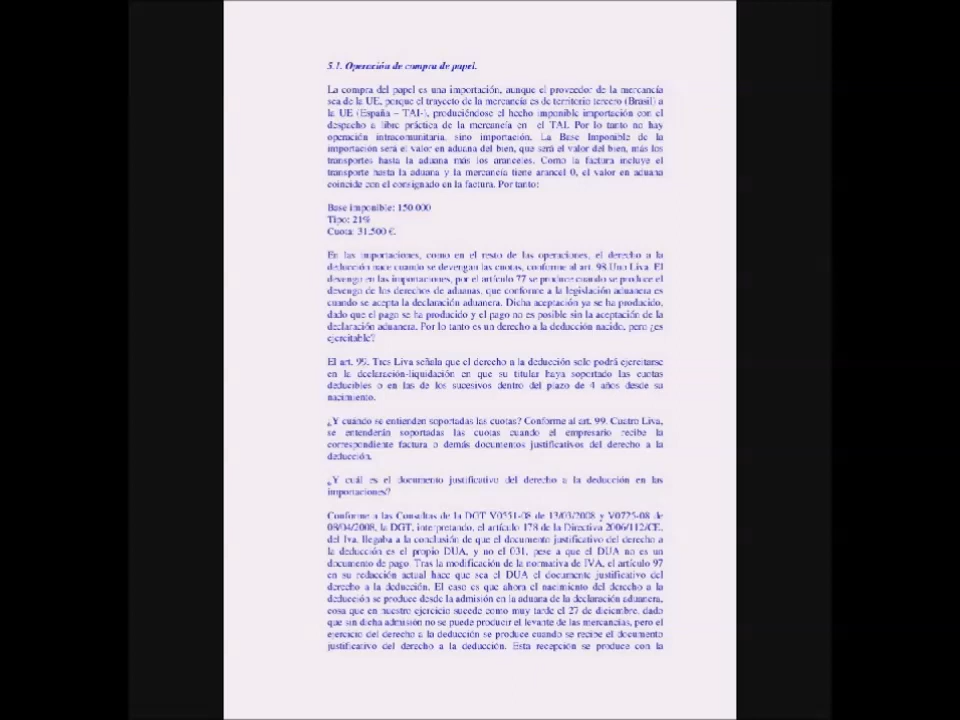 5.1. Operación de compra de papel.
La compra del papel es una importación, aunque el proveedor de la mercancía
sea de la UE, porque el trayecto de la mercancía es de territorio tercero (Brasil) a
la UE (España – TAI-), produciéndose el hecho imponible importación con el
despacho a libre práctica de la mercancía en el TAI. Por lo tanto no hay
operación intracomunitaria, sino importación. La Base Imponible de la
importación será el valor en aduana del bien, que será el valor del bien, más los
transportes hasta la aduana más los aranceles. Como la factura incluye el
transporte hasta la aduana y la mercancía tiene arancel 0, el valor en aduana
coincide con el consignado en la factura. Por tanto:
Base imponible: 150.000
Tipo: 21%
Cuota: 31.500 €.
En las importaciones, como en el resto de las operaciones, el derecho a la
deducción nace cuando se devengan las cuotas, conforme al art. 98.Uno Liva. El
devengo en las importaciones, por el artículo 77 se produce cuando se produce el
devengo de los derechos de aduanas, que conforme a la legislación aduanera es
cuando se acepta la declaración aduanera. Dicha aceptación ya se ha producido,
dado que el pago se ha producido y el pago no es posible sin la aceptación de la
declaración aduanera. Por lo tanto es un derecho a la deducción nacido, pero ¿es
ejercitable?
El art. 99. Tres Liva señala que el derecho a la deducción solo podrá ejercitarse
en la declaración-liquidación en que su titular haya soportado las cuotas
deducibles o en las de los sucesivos dentro del plazo de 4 años desde su
nacimiento.
¿Y cuándo se entienden soportadas las cuotas? Conforme al art. 99. Cuatro Liva,
se entenderán soportadas las cuotas cuando el empresario reciba la
correspondiente factura o demás documentos justificativos del derecho a la
deducción.
¿Y cuál es el documento justificativo del derecho a la deducción en las
importaciones?
Conforme a las Consultas de la DGT V0551-08 de 13/03/2008 y V0725-08 de
08/04/2008, la DGT, interpretando, el artículo 178 de la Directiva 2006/112/CE,
del Iva, llegaba a la conclusión de que el documento justificativo del derecho a
la deducción es el propio DUA, y no el 031, pese a que el DUA no es un
documento de pago. Tras la modificación de la normativa de IVA, el artículo 97
en su redacción actual hace que sea el DUA el documento justificativo del
derecho a la deducción. El caso es que ahora el nacimiento del derecho a la
deducción se produce desde la admisión en la aduana de la declaración aduanera,
cosa que en nuestro ejercicio sucede como muy tarde el 27 de diciembre, dado
que sin dicha admisión no se puede producir el levante de las mercancías, pero el
ejercicio del derecho a la deducción se produce cuando se recibe el documento
justificativo del derecho a la deducción. Esta recepción se produce con la